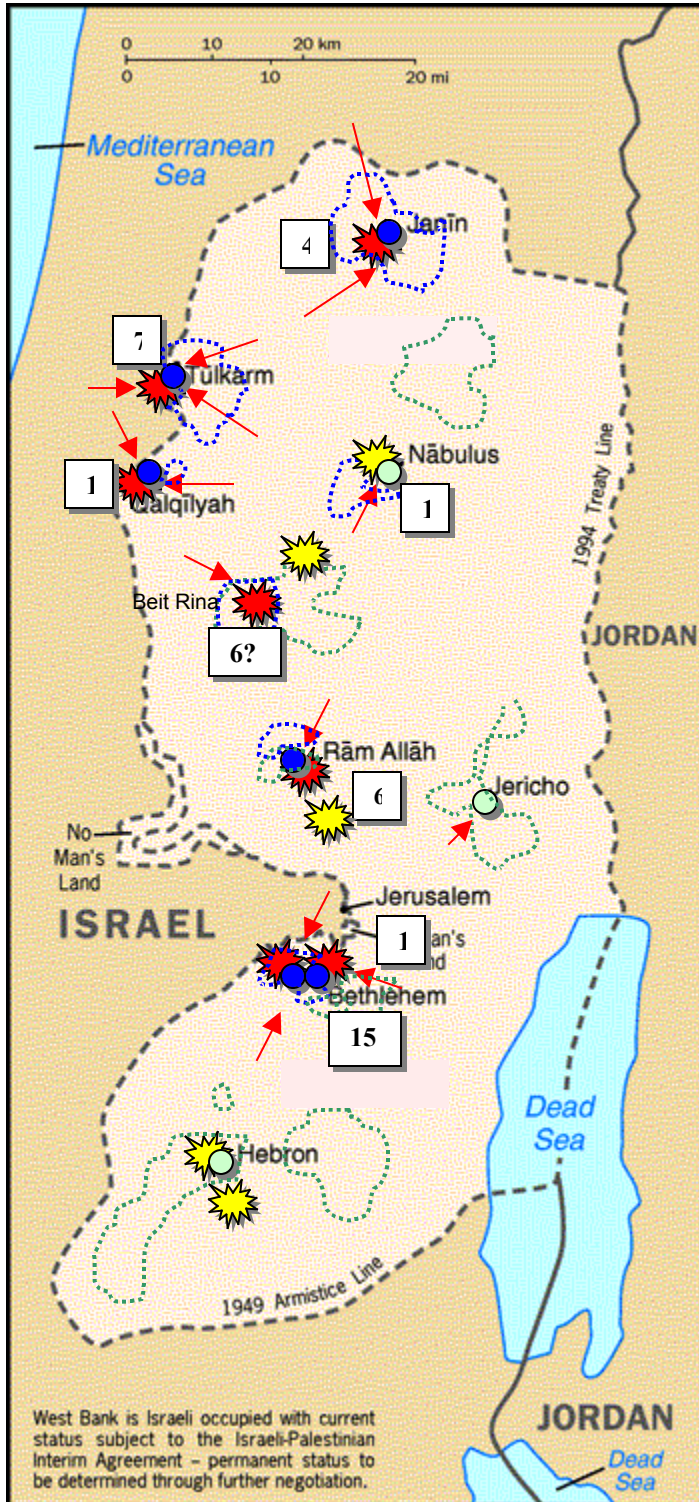 0 10 20 km
0 10 20 mi
Mediterranean
Sea
Janīn
4
7
Tulkarm
Nābulus
1
Qalqīlyah
1
1994 Treaty Line
Beit Rina
JORDAN
6?
Rām Allāh
Jericho
6
No
Man's
Land
Jerusalem
ISRAEL
1
an's
nd
Bethlehem
15
Dead
Sea
Hebron
1949 Armistice Line
West Bank is Israeli occupied with current
status subject to the Israeli-Palestinian
Interim Agreement – permanent status to
be determined through further negotiation.
JORDAN
Dead
Sea